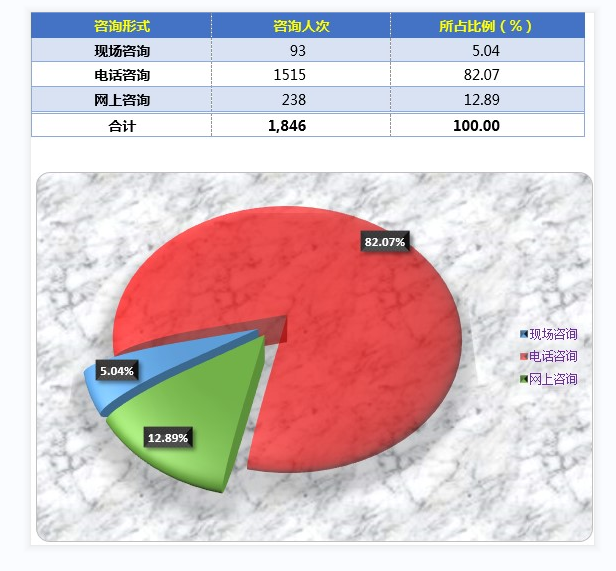 咨询形式 咨询人次 所占比例（%）
现场咨询 93 5.04
电话咨询 1515 82.07
网上咨询 238 12.89
合计 1,846 100.00
82.07%
现场咨询
电话咨询
网上咨询
5.04%
12.89%